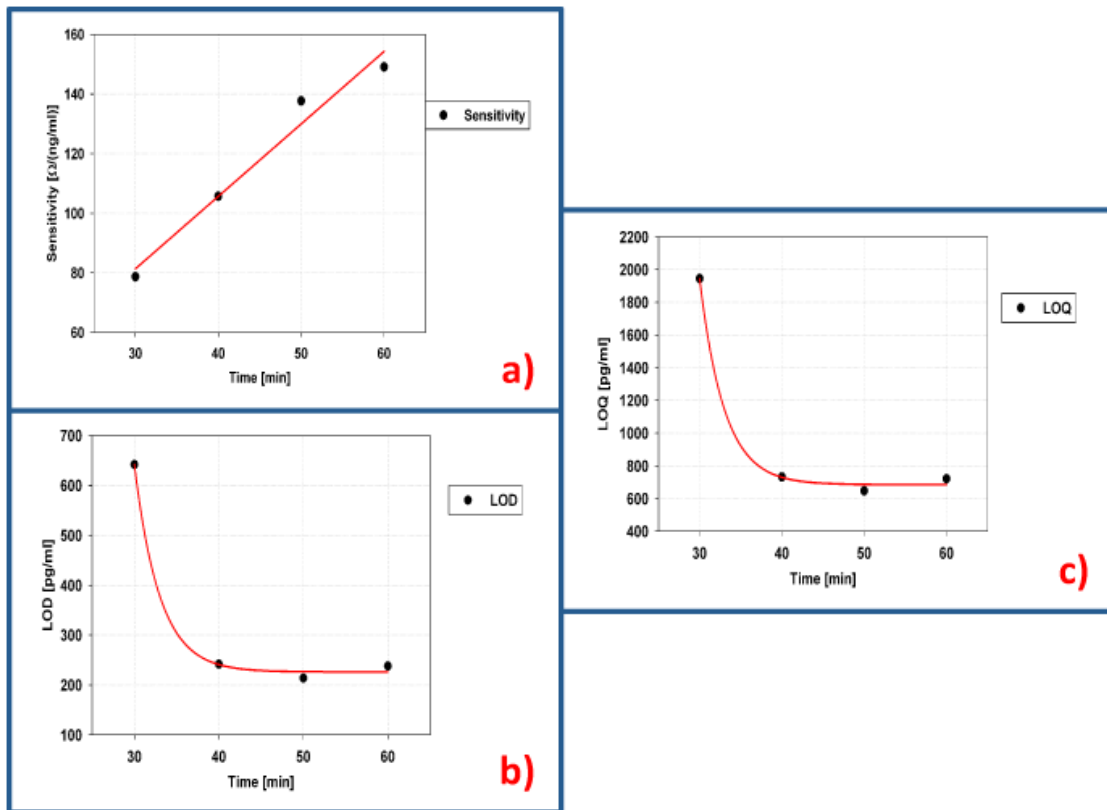 160
140
120
100
80
60
Sensitivity [Ω/(ng/ml)]
30 40 50 60
Time [min]
Sensitivity
a)
700
600
500
400
300
200
100
LOD [pg/ml]
30 40 50 60
Time [min]
LOD
b)
2200
2000
1800
1600
1400
1200
1000
800
600
400
LOQ [pg/ml]
30 40 50 60
Time [min]
LOQ
c)